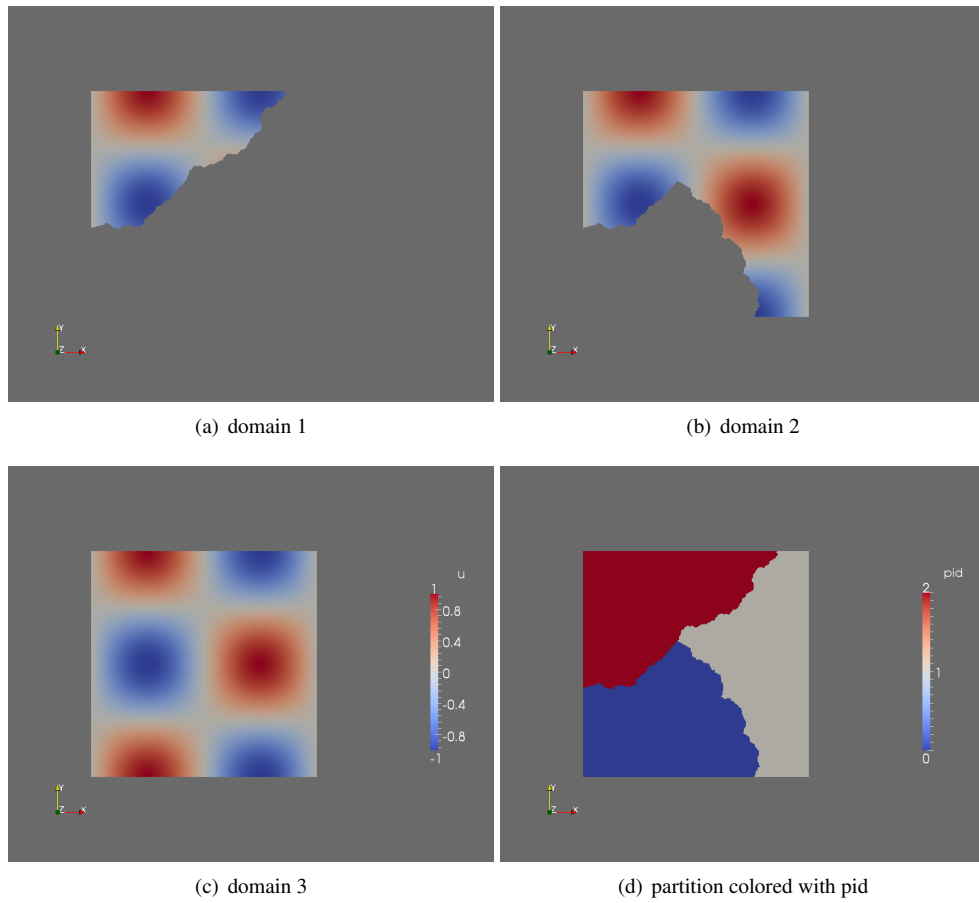 Y
Z X
Y
Z X
(a) domain 1
(b) domain 2
u
1
0.8
0.4
0
-0.4
-0.8
-1
Y
Z X
pid
2
1
0
Y
Z X
(c) domain 3
(d) partition colored with pid